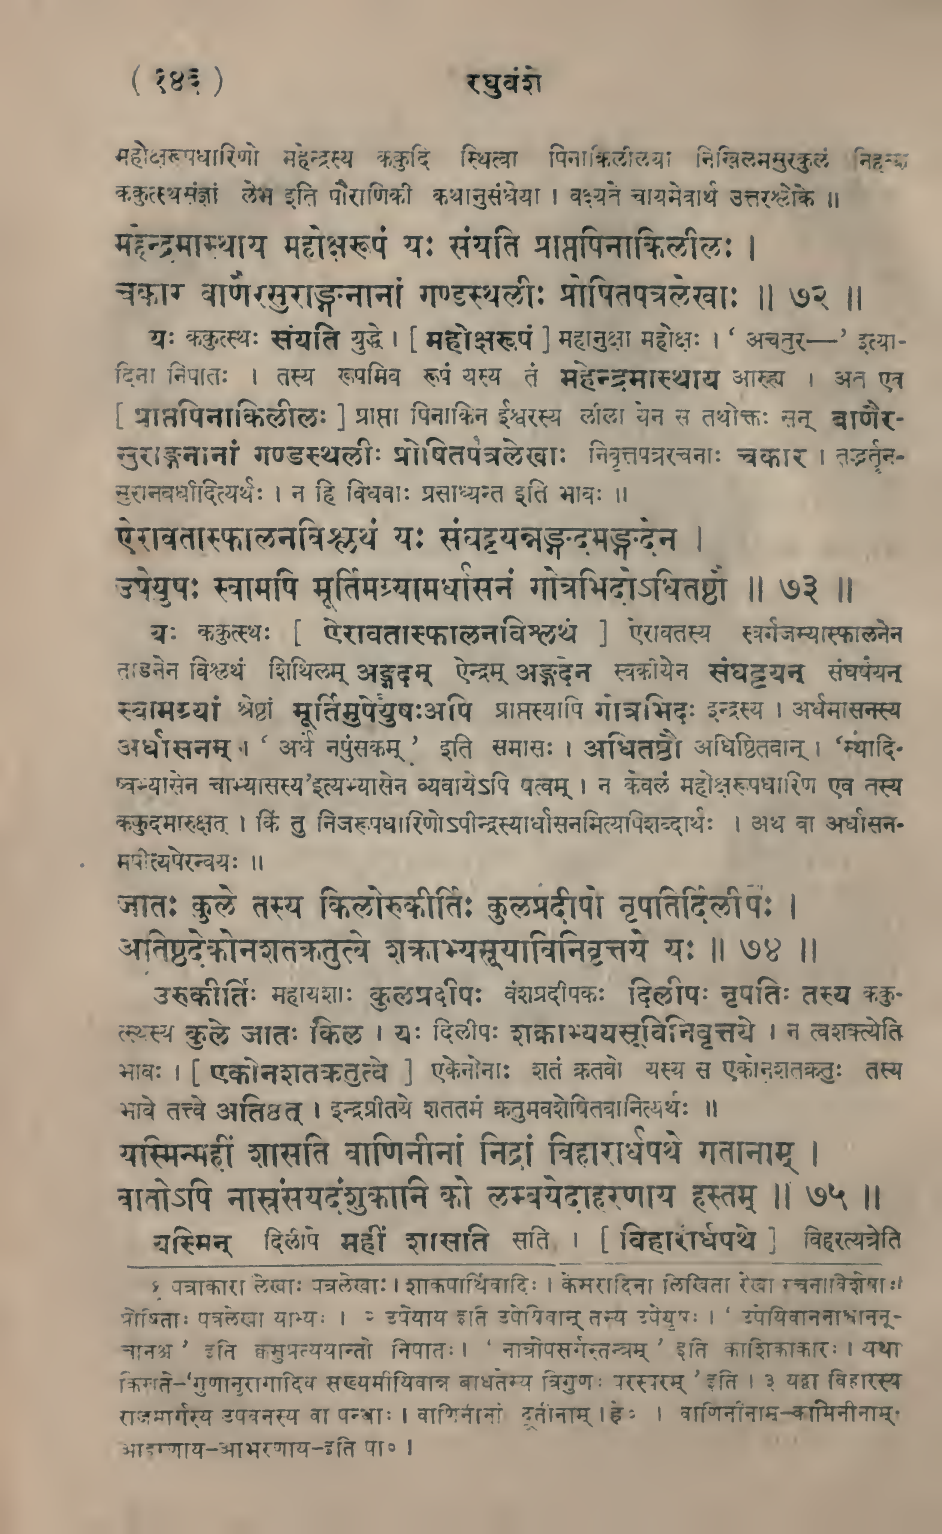 ( १४६ ) रघुवंशे
महोक्षरूपधारिणो महेन्द्रस्य ककुदि स्थित्वा पिनाकिलीलया निखिलमसुरकुलं निहत्य
ककुत्स्थसंज्ञां लेभे इति पौराणिकी कथानुसंधेया । वक्ष्यते चायमेवार्थ उत्तरश्लोके ॥
महेन्द्रमास्थाय महोक्षरूपं यः संयति प्राप्तपिनाकिलीलः ।
चकार बाणैरसुराङ्गनानां गण्डस्थलीः प्रोषितपत्रलेखाः ॥ ७२ ॥
यः ककुत्स्थः संयति युद्धे । [ महोक्षरूपं ] महानुक्षा महोक्षः । ' अचतुर—' इत्या-
दिना निपातः । तस्य रूपमिव रूपं यस्य तं महेन्द्रमास्थाय आरुह्य । अत एव
[ प्राप्तपिनाकिलीलः ] प्राप्ता पिनाकिन ईश्वरस्य लीला येन स तथोक्तः सन् बाणैर-
सुराङ्गनानां गण्डस्थलीः प्रोषितपत्रलेखाः निवृत्तपत्ररचनाः चकार । तद्भर्तृन-
सुरानवधीदित्यर्थः । न हि विधवाः प्रसाध्यन्त इति भावः ॥
ऐरावतास्फालनविश्लथं यः संघट्टयन्नङ्गदमङ्गदेन ।
उपेयुषः स्वामपि मूर्तिमग्र्यामर्धासनं गोत्रभिदोऽधितष्ठौ ॥ ७३ ॥
यः ककुत्स्थः [ ऐरावतास्फालनविश्लथं ] ऐरावतस्य स्वर्गजस्यास्फालनेन
ताडनेन विश्लथं शिथिलम् अङ्गदम् ऐन्द्रम् अङ्गदेन स्वकीयेन संघट्टयन् संघर्षयन्
स्वामग्र्यां श्रेष्ठां मूर्तिमुपेयुषःअपि प्राप्तस्यापि गोत्रभिदः इन्द्रस्य । अर्धमासनस्य
अर्धासनम् । ' अर्धं नपुंसकम् ' इति समासः । अधितष्ठौ अधिष्ठितवान् । 'स्थादि-
ष्वभ्यासेन चाभ्यासस्य'इत्यभ्यासेन व्यवायेऽपि षत्वम् । न केवलं महोक्षरूपधारिण एव तस्य
ककुदमारुक्षत् । किं तु निजरूपधारिणोऽपीन्द्रस्यार्धासनमित्यपिशब्दार्थः । अथ वा अर्धासन-
मपीत्यपेरन्वयः ॥
जातः कुले तस्य किलोरुकीर्तिः कुलप्रदीपो नृपतिर्दिलीपः ।
अतिष्ठदेकोनशतक्रतुत्वे शक्राभ्यसूयाविनिवृत्तये यः ॥ ७४ ॥
उरुकीर्तिः महायशाः कुलप्रदीपः वंशप्रदीपकः दिलीपः नृपतिः तस्य ककु-
त्स्थस्य कुले जातः किल । यः दिलीपः शक्राभ्ययसूविनिवृत्तये । न त्वशक्त्येति
भावः । [ एकोनशतक्रतुत्वे ] एकेनोनाः शतं क्रतवो यस्य स एकोनशतक्रतुः तस्य
भावे तत्त्वे अतिष्ठत् । इन्द्रप्रीतये शततमं क्रतुमवशेषितवानित्यर्थः ॥
यस्मिन्महीं शासति वाणिनीनां निद्रां विहारार्धपथे गतानाम् ।
वातोऽपि नास्रंसयदंशुकानि को लम्बयेदाहरणाय हस्तम् ॥ ७५ ॥
यस्मिन् दिलीपे महीं शासति सति । [ विहारार्धपथे ] विहरत्यत्रेति
१ पत्राकारा लेखाः पत्रलेखाः । शाकपार्थिवादिः । केसरादिना लिखिता रेखा रचनाविशेषाः ।
प्रोषिताः पत्रलेखा याभ्यः । २ उपेयाय इति उपेयिवान् तस्य उपेयुषः । ' उपेयिवाननाश्वाननू-
चानश्च ' इति क्वसुप्रत्ययान्तो निपातः । ' नात्रोपसर्गस्तन्त्रम् ' इति काशिकाकारः । यथा
किराते-'गुणानुरागादिव सख्यमीयिवान्न बाधतेऽस्य त्रिगुणः परस्परम् ' इति । ३ यद्वा विहारस्य
राजमार्गस्य उपवनस्य वा पन्थाः । वाणिनीनां दूतीनाम् । हे० । वाणिनीनाम्-कामिनीनाम्.
आहरणाय-आभरणाय-इति पा० ।